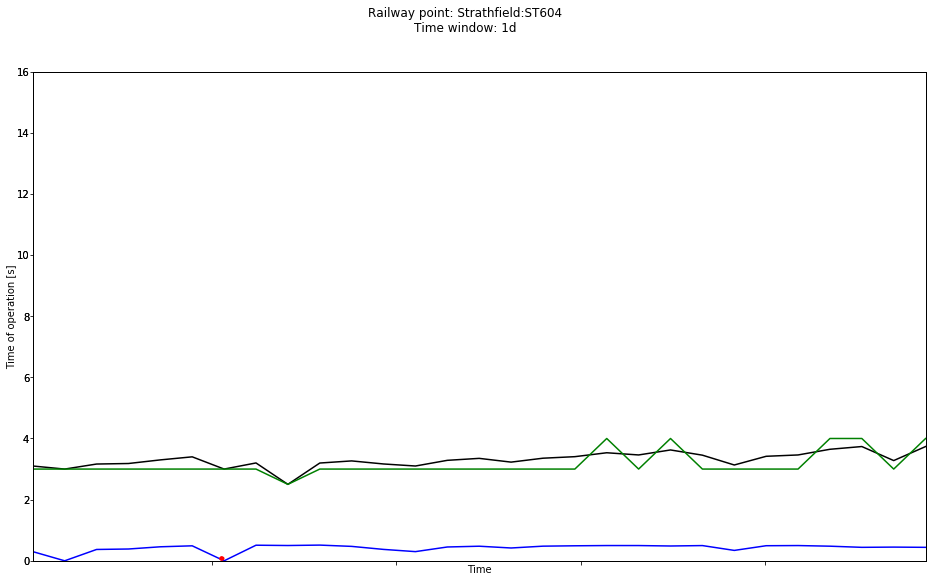 Railway point: Strathfield:ST604
Time window: 1d
16
14
12
10
8
6
4
2
0
Time of operation [s]
Time